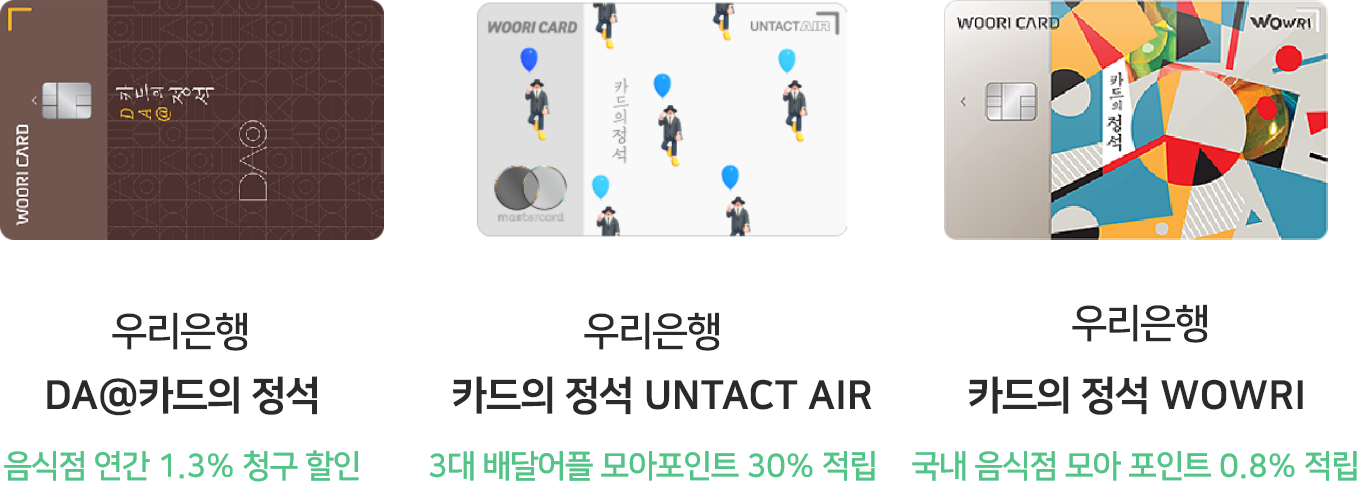 WOORI CARD
카드의정석
DA@
DAO
WOORI CARD
UNTACT AIR
카드의정석
mastercard
WOORI CARD
WOWRI
카드의정석
우리은행
DA@카드의 정석
음식점 연간 1.3% 청구 할인
우리은행
카드의 정석 UNTACT AIR
3대 배달어플 모아포인트 30% 적립
우리은행
카드의 정석 WOWRI
국내 음식점 모아 포인트 0.8% 적립